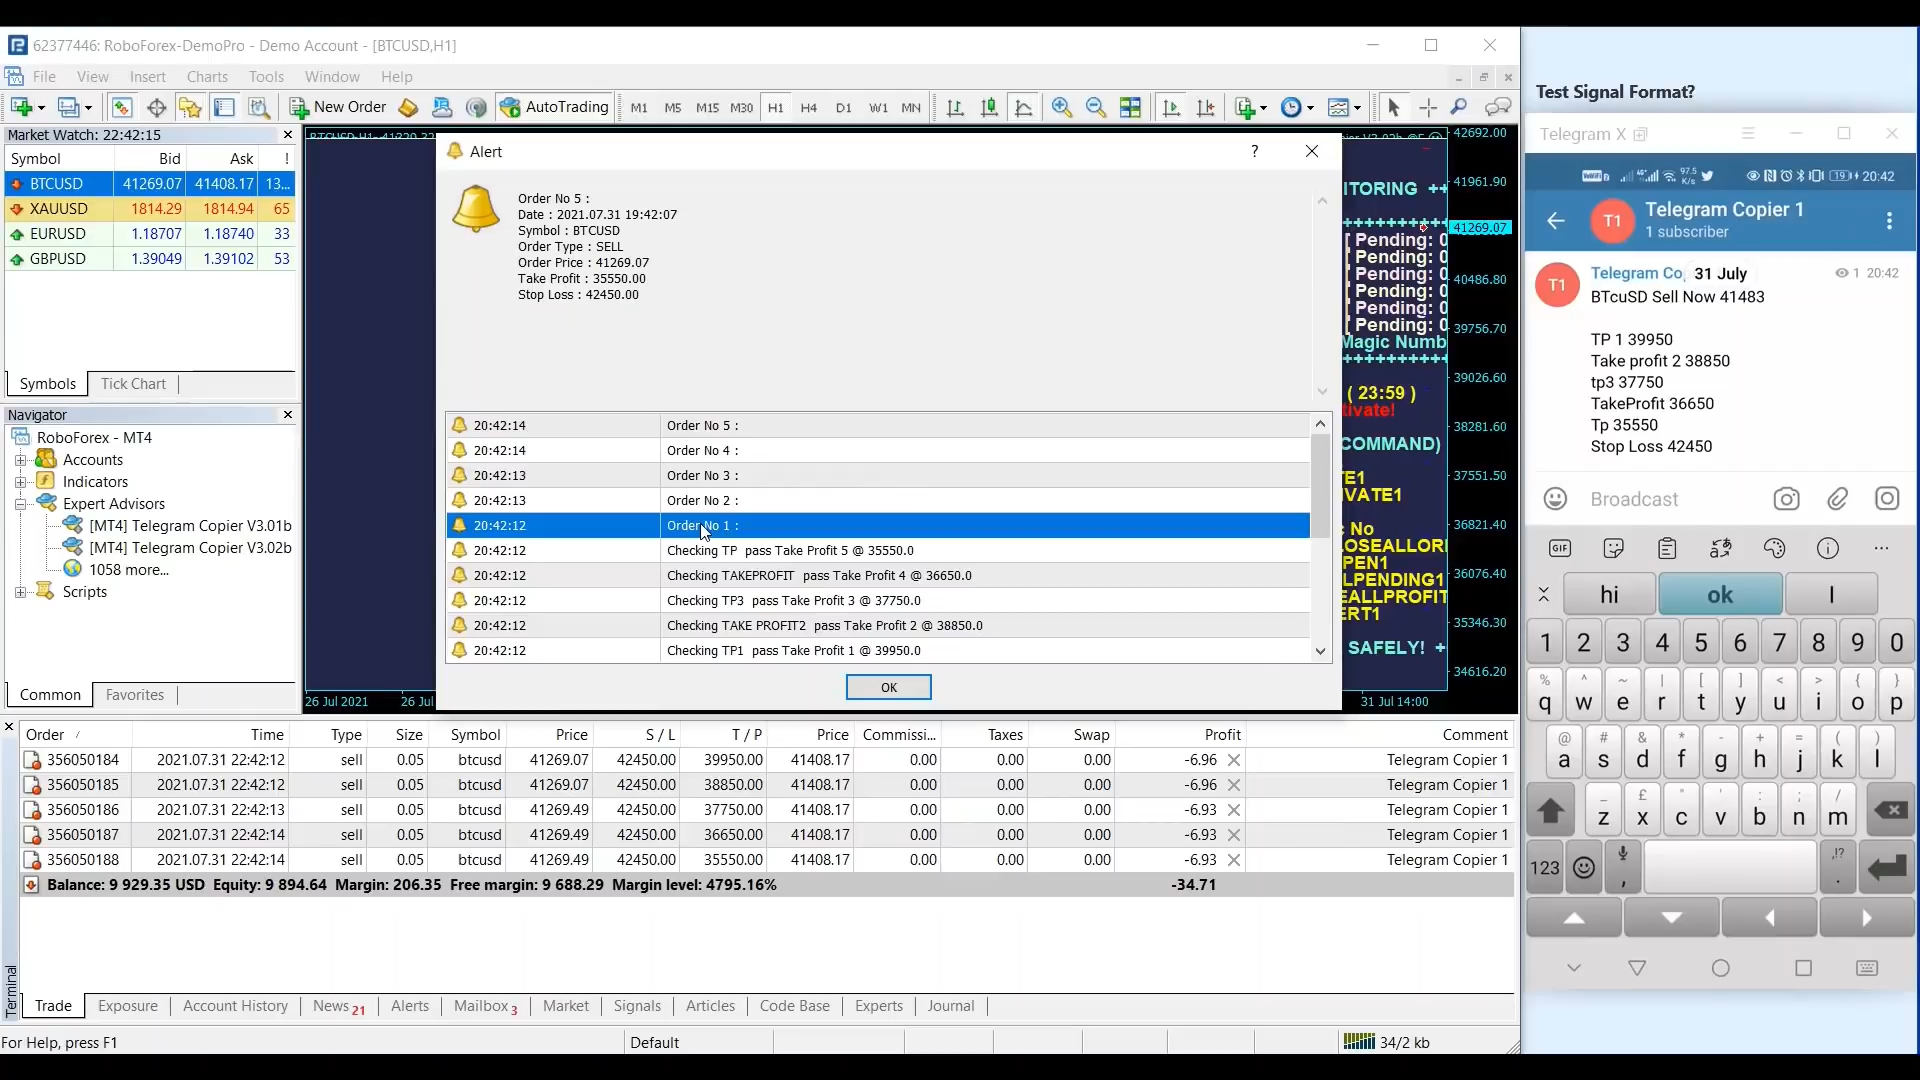 62377446: RoboForex-DemoPro - Demo Account - [BTCUSD,H1]
File View Insert Charts Tools Window Help
New Order AutoTrading M1 M5 M15 M30 H1 H4 D1 W1 MN
Market Watch: 22:42:15
Symbol Bid Ask !
BTCUSD 41269.07 41408.17 13...
XAUUSD 1814.29 1814.94 65
EURUSD 1.18707 1.18740 33
GBPUSD 1.39049 1.39102 53
Symbols Tick Chart
Navigator
RoboForex - MT4
Accounts
Indicators
Expert Advisors
[MT4] Telegram Copier V3.01b
[MT4] Telegram Copier V3.02b
1058 more...
Scripts
Common Favorites
Alert
?
Order No 5 :
Date : 2021.07.31 19:42:07
Symbol : BTCUSD
Order Type : SELL
Order Price : 41269.07
Take Profit : 35550.00
Stop Loss : 42450.00
20:42:14 Order No 5 :
20:42:14 Order No 4 :
20:42:13 Order No 3 :
20:42:13 Order No 2 :
20:42:12 Order No 1 :
20:42:12 Checking TP pass Take Profit 5 @ 35550.0
20:42:12 Checking TAKEPROFIT pass Take Profit 4 @ 36650.0
20:42:12 Checking TP3 pass Take Profit 3 @ 37750.0
20:42:12 Checking TAKE PROFIT2 pass Take Profit 2 @ 38850.0
20:42:12 Checking TP1 pass Take Profit 1 @ 39950.0
OK
ITORING ++
+++++++++++
[ Pending: 0
[ Pending: 0
[ Pending: 0
[ Pending: 0
[ Pending: 0
[ Pending: 0
Magic Numb
+++++++++++
( 23:59 )
tivate!
COMMAND)
E1
IVATE1
: No
OSEALLORI
PEN1
LPENDING1
EALLPROFIT
ERT1
SAFELY! +
42692.00
41961.90
41269.07
40486.80
39756.70
39026.60
38281.60
37551.50
36821.40
36076.40
35346.30
34616.20
26 Jul 2021 26 Jul 31 Jul 14:00
Order / Time Type Size Symbol Price S / L T / P Price Commissi... Taxes Swap Profit Comment
356050184 2021.07.31 22:42:12 sell 0.05 btcusd 41269.07 42450.00 39950.00 41408.17 0.00 0.00 0.00 -6.96 Telegram Copier 1
356050185 2021.07.31 22:42:12 sell 0.05 btcusd 41269.07 42450.00 38850.00 41408.17 0.00 0.00 0.00 -6.96 Telegram Copier 1
356050186 2021.07.31 22:42:13 sell 0.05 btcusd 41269.49 42450.00 37750.00 41408.17 0.00 0.00 0.00 -6.93 Telegram Copier 1
356050187 2021.07.31 22:42:14 sell 0.05 btcusd 41269.49 42450.00 36650.00 41408.17 0.00 0.00 0.00 -6.93 Telegram Copier 1
356050188 2021.07.31 22:42:14 sell 0.05 btcusd 41269.49 42450.00 35550.00 41408.17 0.00 0.00 0.00 -6.93 Telegram Copier 1
Balance: 9 929.35 USD Equity: 9 894.64 Margin: 206.35 Free margin: 9 688.29 Margin level: 4795.16% -34.71
Terminal
Trade Exposure Account History News 21 Alerts Mailbox 3 Market Signals Articles Code Base Experts Journal
For Help, press F1 Default 34/2 kb
Test Signal Format?
Telegram X
97.5 K/s 19 20:42
T1
Telegram Copier 1
1 subscriber
T1
Telegram Co 31 July 1 20:42
BTcuSD Sell Now 41483
TP 1 39950
Take profit 2 38850
tp3 37750
TakeProfit 36650
Tp 35550
Stop Loss 42450
Broadcast
GIF
hi ok I
1 2 3 4 5 6 7 8 9 0
% ^ ~ | [ ] < > { }
q w e r t y u i o p
@ # & * - + = ( )
a s d f g h j k l
_ £ " ' : ; /
z x c v b n m
123 , ,!? .